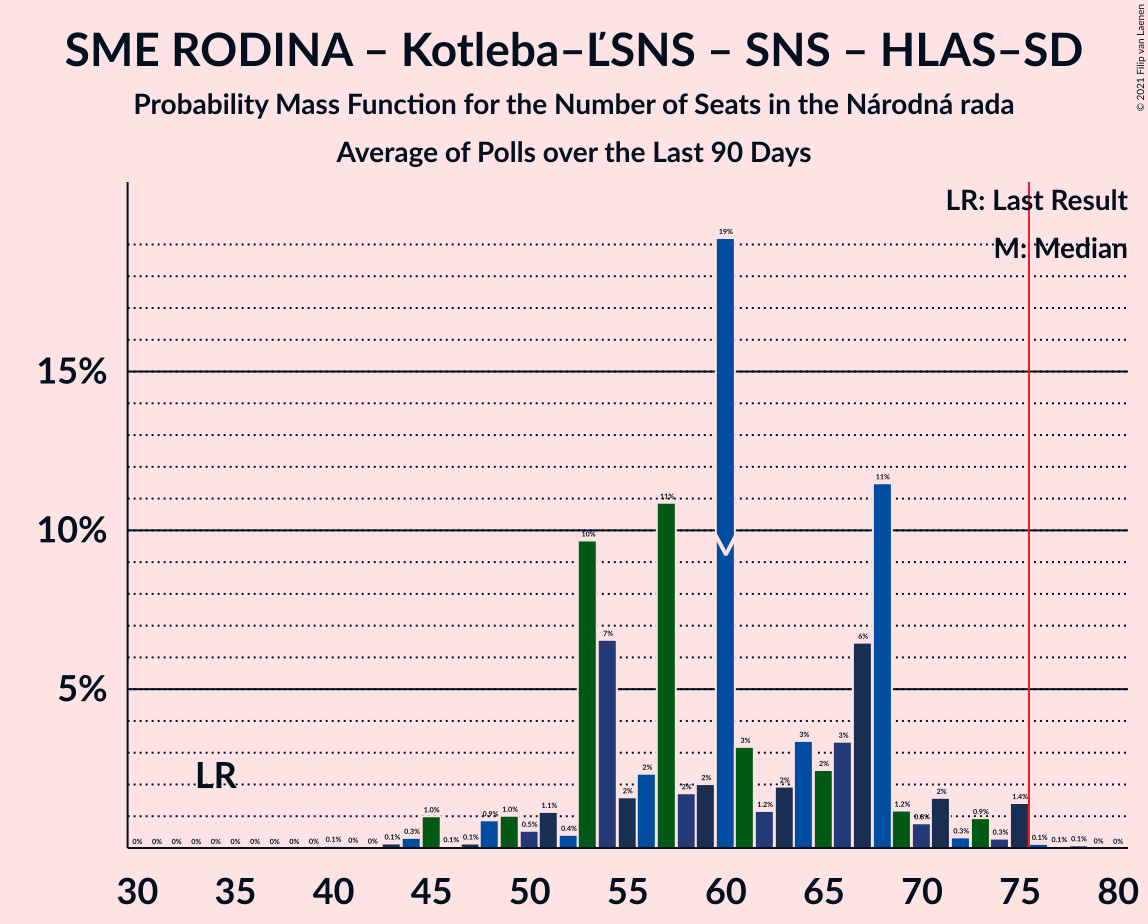 SME RODINA – Kotleba–ĽSNS – SNS – HLAS–SD
Probability Mass Function for the Number of Seats in the Národná rada
Average of Polls over the Last 90 Days
© 2021 Filip van Laenen
LR: Last Result
M: Median
15%
10%
5%
LR
0% 0% 0% 0% 0% 0% 0% 0% 0% 0% 0.1% 0% 0% 0.1% 0.3% 1.0% 0.1% 0.1% 0.9% 1.0% 0.5% 1.1% 0.4% 10% 7% 2% 2% 11% 2% 2% 19% 3% 1.2% 2% 3% 2% 3% 6% 11% 1.2% 0.8% 2% 0.3% 0.9% 0.3% 1.4% 0.1% 0.1% 0.1% 0% 0%
30 35 40 45 50 55 60 65 70 75 80